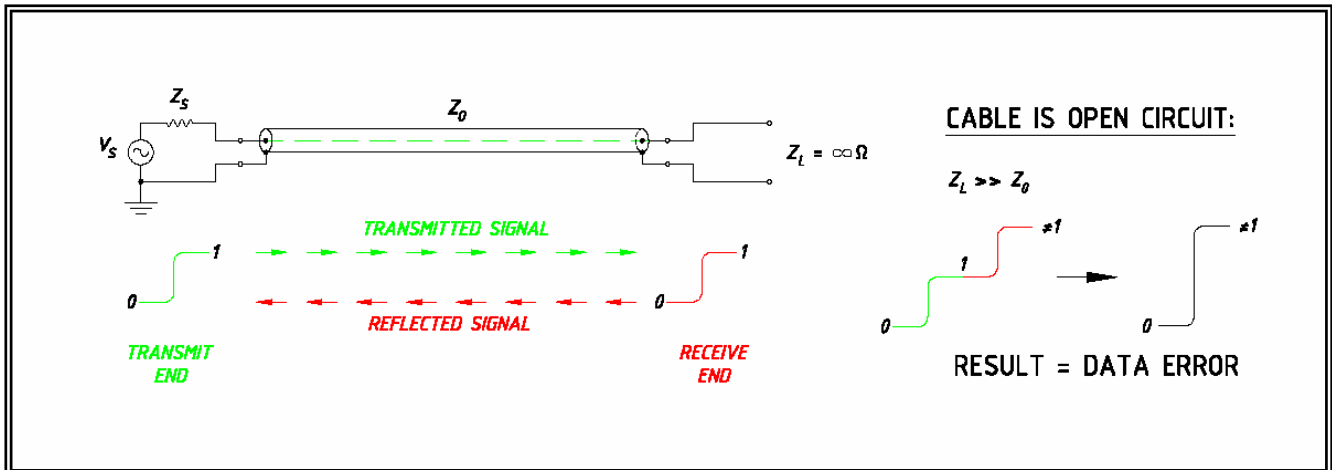 Z_S
Z_0
V_S
Z_L = ∞ Ω
TRANSMITTED SIGNAL
0 1
0 1
REFLECTED SIGNAL
TRANSMIT
END
RECEIVE
END
CABLE IS OPEN CIRCUIT:
Z_L >> Z_0
0 1 ≠1
0 ≠1
RESULT = DATA ERROR